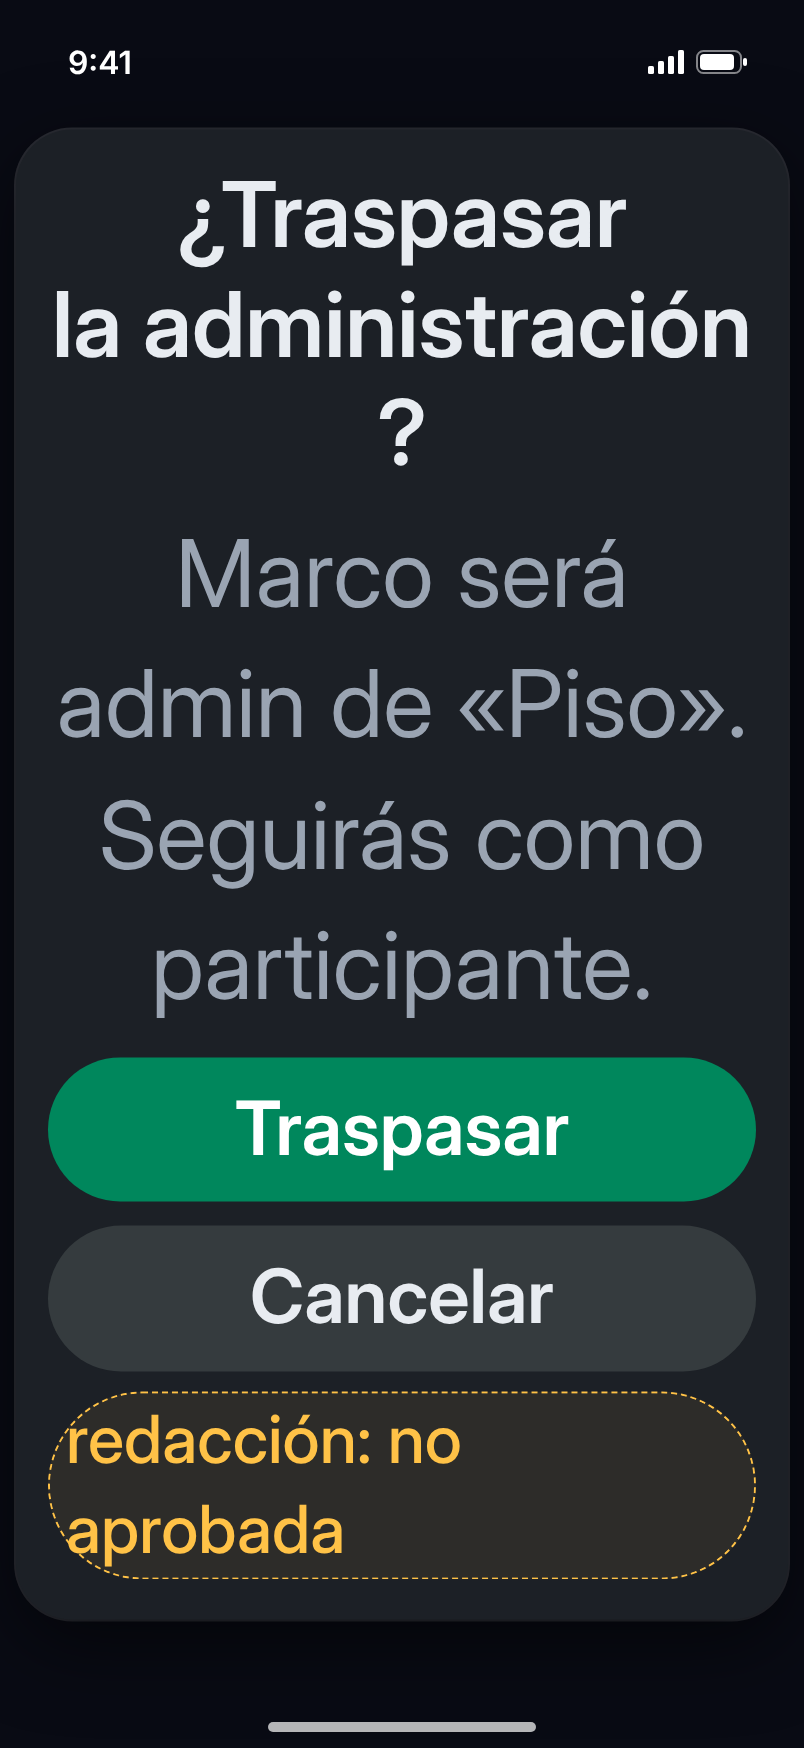 9:41
¿Traspasar
la administración
?
Marco será
admin de «Piso».
Seguirás como
participante.
Traspasar
Cancelar
redacción: no
aprobada